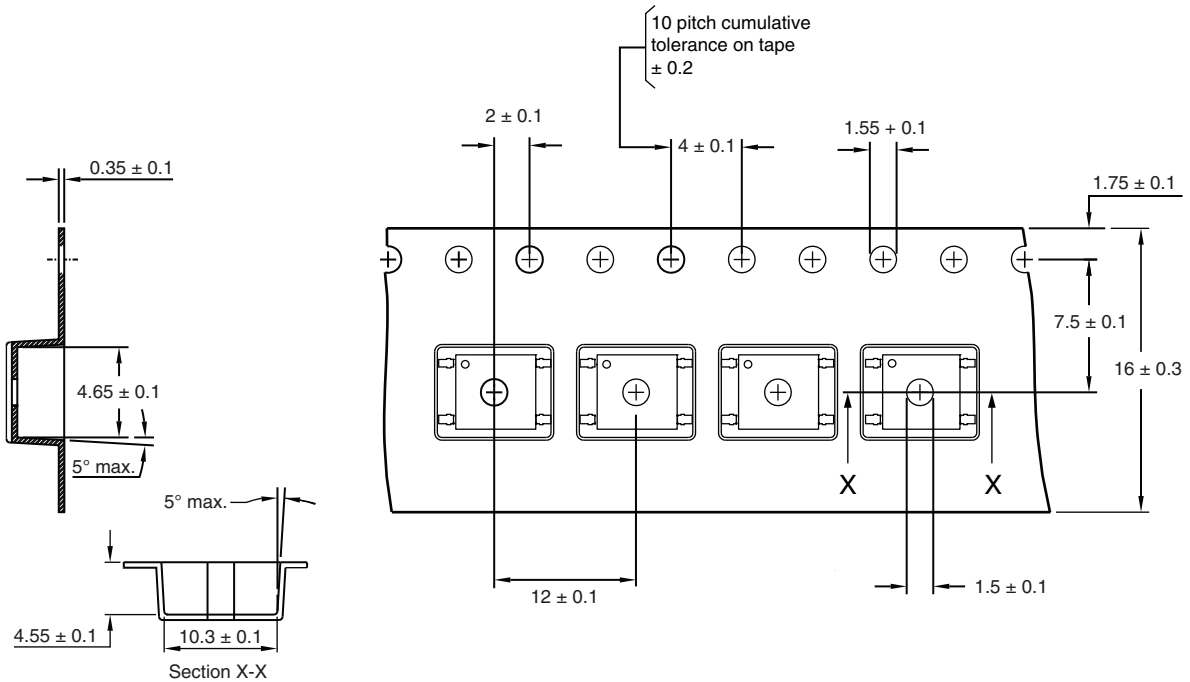 10 pitch cumulative
tolerance on tape
± 0.2
2 ± 0.1
4 ± 0.1
1.55 + 0.1
0.35 ± 0.1
1.75 ± 0.1
7.5 ± 0.1
16 ± 0.3
4.65 ± 0.1
5° max.
X
X
5° max.
12 ± 0.1
1.5 ± 0.1
4.55 ± 0.1
10.3 ± 0.1
Section X-X